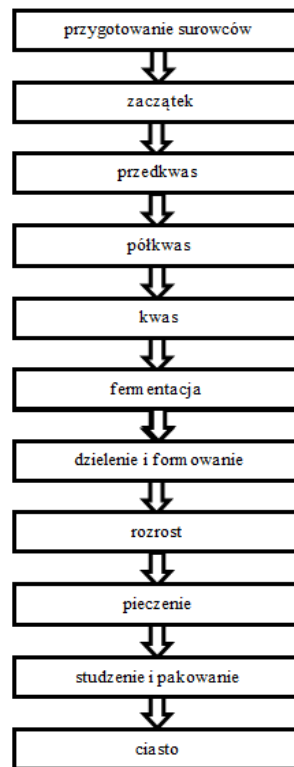 przygotowanie surowców
zaczątek
przedkwas
półkwas
kwas
fermentacja
dzielenie i formowanie
rozrost
pieczenie
studzenie i pakowanie
ciasto